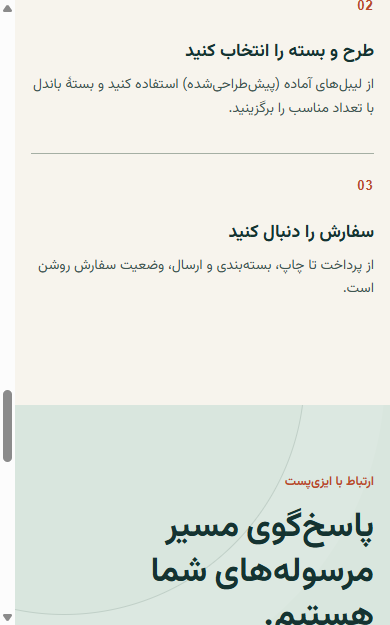 02
طرح و بسته را انتخاب کنید
از لیبل‌های آماده (پیش‌طراحی‌شده) استفاده کنید و بستهٔ باندل
با تعداد مناسب را برگزینید.
03
سفارش را دنبال کنید
از پرداخت تا چاپ، بسته‌بندی و ارسال، وضعیت سفارش روشن
است.
ارتباط با ایزی‌پست
پاسخ‌گوی مسیر
مرسوله‌های شما
هستیم.